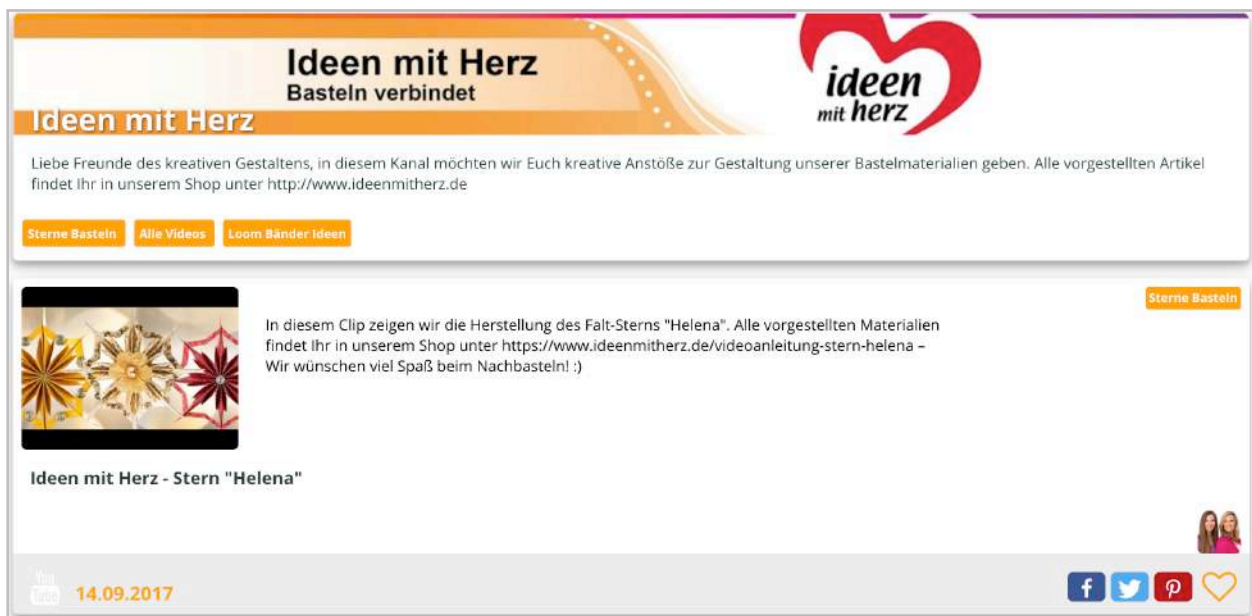 Ideen mit Herz
Basteln verbindet
ideen
mit herz
Ideen mit Herz
Liebe Freunde des kreativen Gestaltens, in diesem Kanal möchten wir Euch kreative Anstöße zur Gestaltung unserer Bastelmaterialien geben. Alle vorgestellten Artikel
findet Ihr in unserem Shop unter http://www.ideenmitherz.de
Sterne Basteln Alle Videos Loom Bänder Ideen
Sterne Basteln
In diesem Clip zeigen wir die Herstellung des Falt-Sterns "Helena". Alle vorgestellten Materialien
findet Ihr in unserem Shop unter https://www.ideenmitherz.de/videoanleitung-stern-helena –
Wir wünschen viel Spaß beim Nachbasteln! :)
Ideen mit Herz - Stern "Helena"
You
Tube
14.09.2017